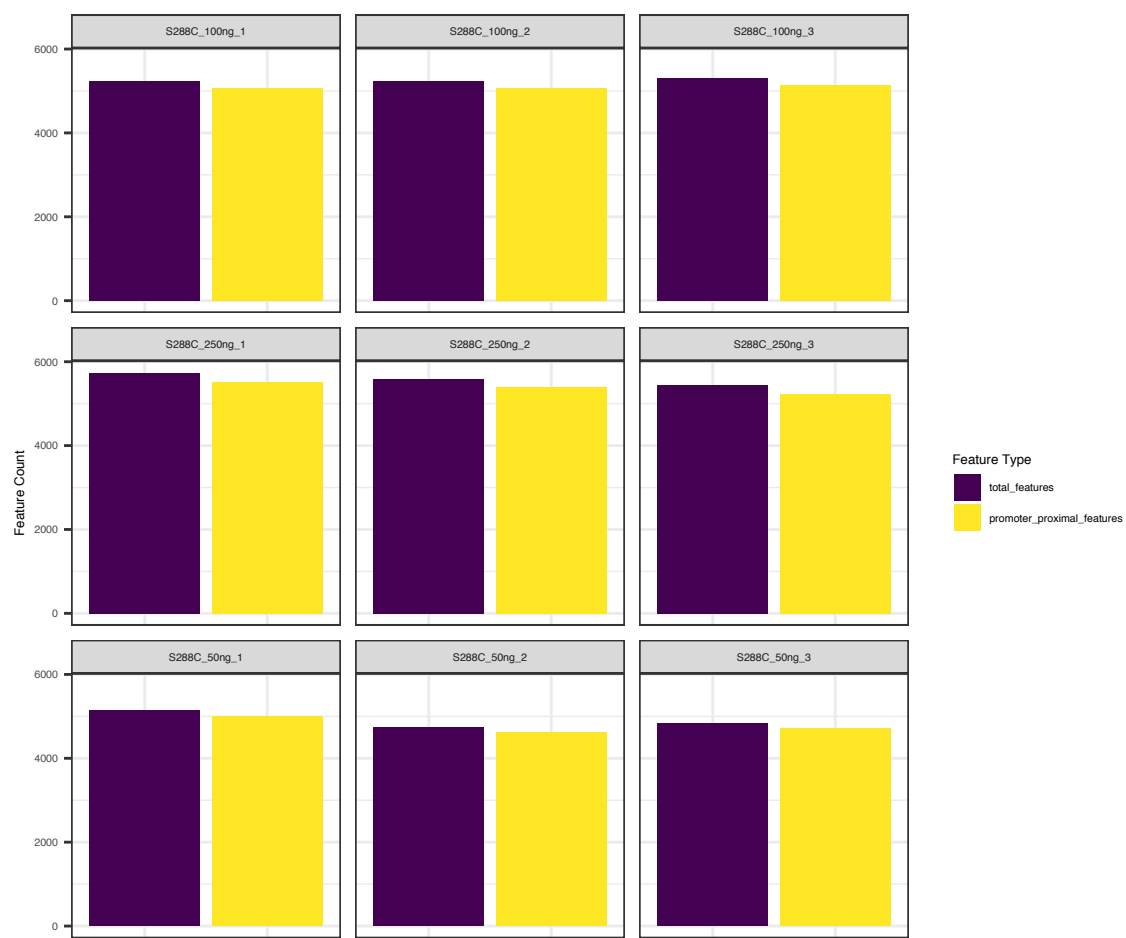 S288C_100ng_1
S288C_100ng_2
S288C_100ng_3
6000
4000
2000
0
S288C_250ng_1
S288C_250ng_2
S288C_250ng_3
6000
4000
2000
0
S288C_50ng_1
S288C_50ng_2
S288C_50ng_3
6000
4000
2000
0
Feature Count
Feature Type
total_features
promoter_proximal_features